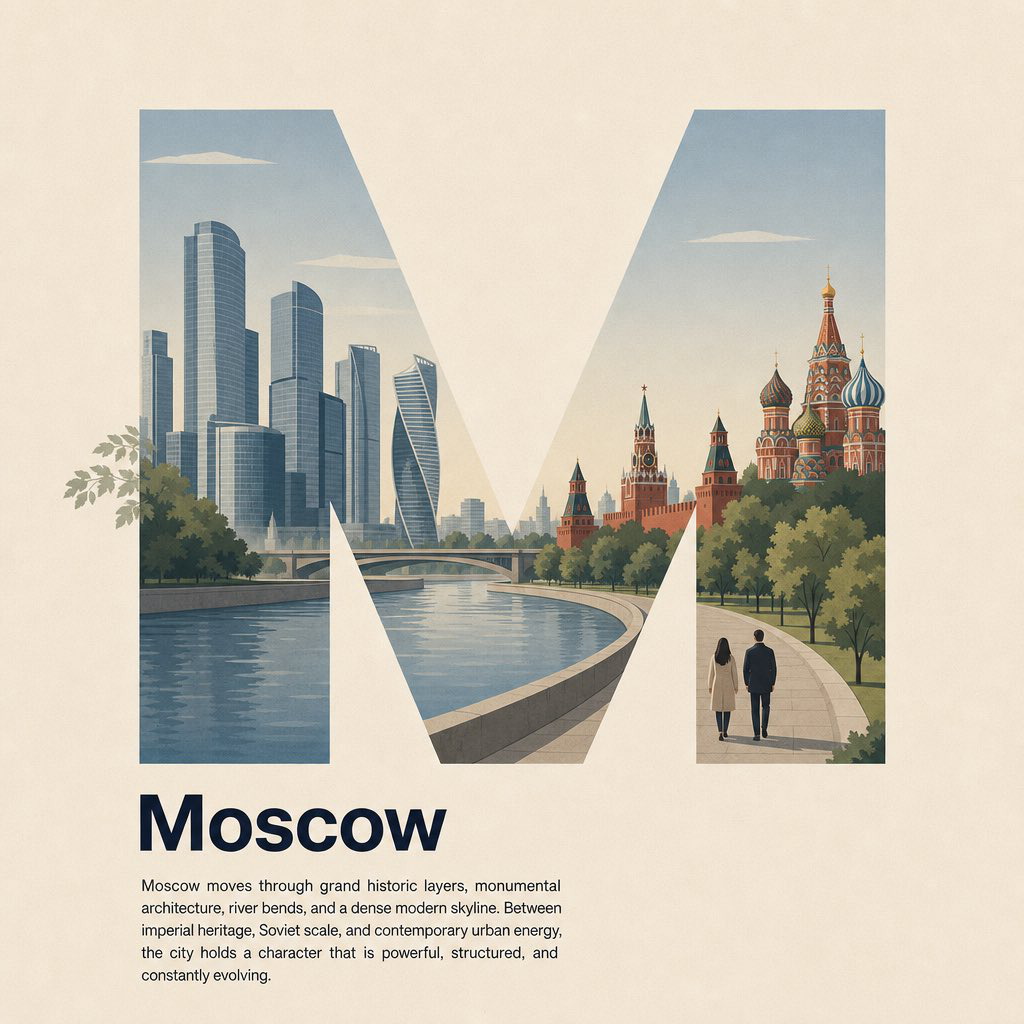 M
Moscow
Moscow moves through grand historic layers, monumental
architecture, river bends, and a dense modern skyline. Between
imperial heritage, Soviet scale, and contemporary urban energy,
the city holds a character that is powerful, structured, and
constantly evolving.